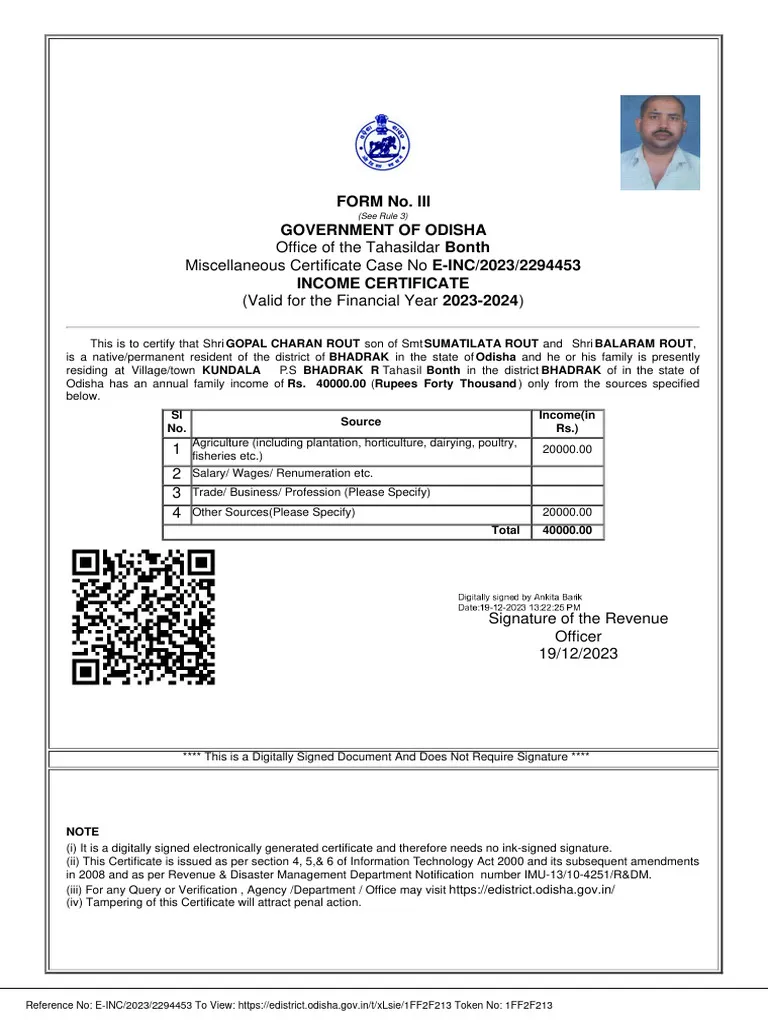 FORM No. III
(See Rule 3)
GOVERNMENT OF ODISHA
Office of the Tahasildar Bonth
Miscellaneous Certificate Case No E-INC/2023/2294453
INCOME CERTIFICATE
(Valid for the Financial Year 2023-2024)
This is to certify that Shri GOPAL CHARAN ROUT son of Smt SUMATILATA ROUT and Shri BALARAM ROUT,
is a native/permanent resident of the district of BHADRAK in the state of Odisha and he or his family is presently
residing at Village/town KUNDALA P.S BHADRAK R Tahasil Bonth in the district BHADRAK of in the state of
Odisha has an annual family income of Rs. 40000.00 (Rupees Forty Thousand ) only from the sources specified
below.
Sl No. Source Income(in Rs.)
1 Agriculture (including plantation, horticulture, dairying, poultry, fisheries etc.) 20000.00
2 Salary/ Wages/ Renumeration etc.
3 Trade/ Business/ Profession (Please Specify)
4 Other Sources(Please Specify) 20000.00
Total 40000.00
Digitally signed by Ankita Barik
Date:19-12-2023 13:22:25 PM
Signature of the Revenue
Officer
19/12/2023
**** This is a Digitally Signed Document And Does Not Require Signature ****
NOTE
(i) It is a digitally signed electronically generated certificate and therefore needs no ink-signed signature.
(ii) This Certificate is issued as per section 4, 5,& 6 of Information Technology Act 2000 and its subsequent amendments
in 2008 and as per Revenue & Disaster Management Department Notification number IMU-13/10-4251/R&DM.
(iii) For any Query or Verification , Agency /Department / Office may visit https://edistrict.odisha.gov.in/
(iv) Tampering of this Certificate will attract penal action.
Reference No: E-INC/2023/2294453 To View: https://edistrict.odisha.gov.in/t/xLsie/1FF2F213 Token No: 1FF2F213